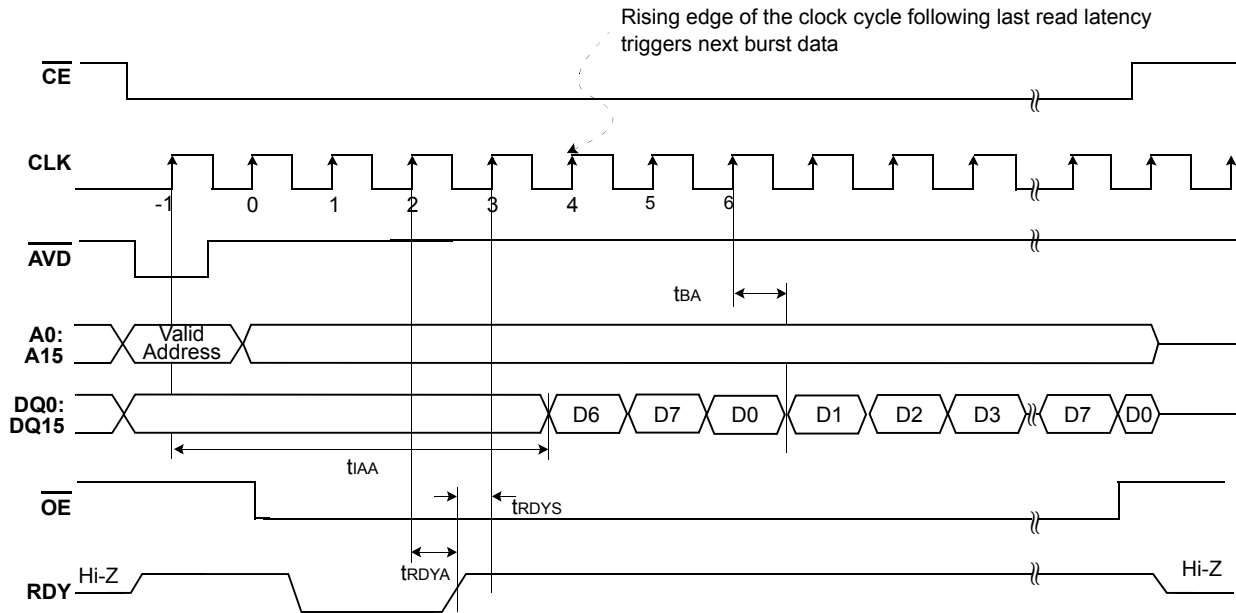 Rising edge of the clock cycle following last read latency
triggers next burst data
CE
CLK
-1 0 1 2 3 4 5 6
AVD
tBA
A0:
A15
Valid
Address
DQ0:
DQ15
D6 D7 D0 D1 D2 D3 D7 D0
tIAA
OE
tRDYS
tRDYA
RDY
Hi-Z
Hi-Z